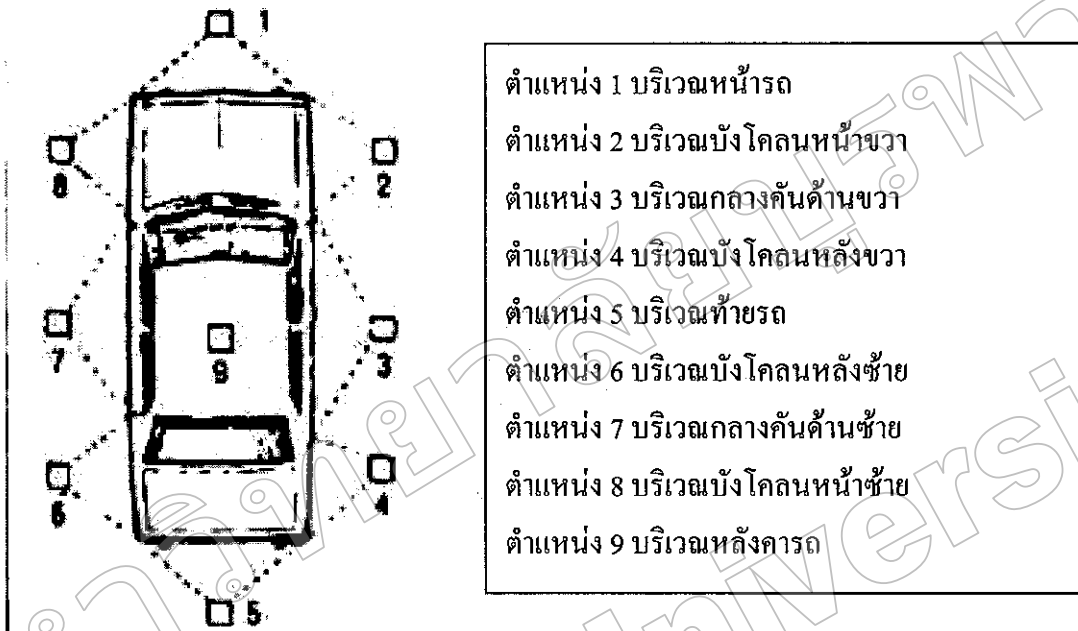 1
8
2
7
9
3
6
4
5
ตำแหน่ง 1 บริเวณหน้ารถ
ตำแหน่ง 2 บริเวณบังโคลนหน้าขวา
ตำแหน่ง 3 บริเวณกลางคันด้านขวา
ตำแหน่ง 4 บริเวณบังโคลนหลังขวา
ตำแหน่ง 5 บริเวณท้ายรถ
ตำแหน่ง 6 บริเวณบังโคลนหลังซ้าย
ตำแหน่ง 7 บริเวณกลางคันด้านซ้าย
ตำแหน่ง 8 บริเวณบังโคลนหน้าซ้าย
ตำแหน่ง 9 บริเวณหลังคารถ